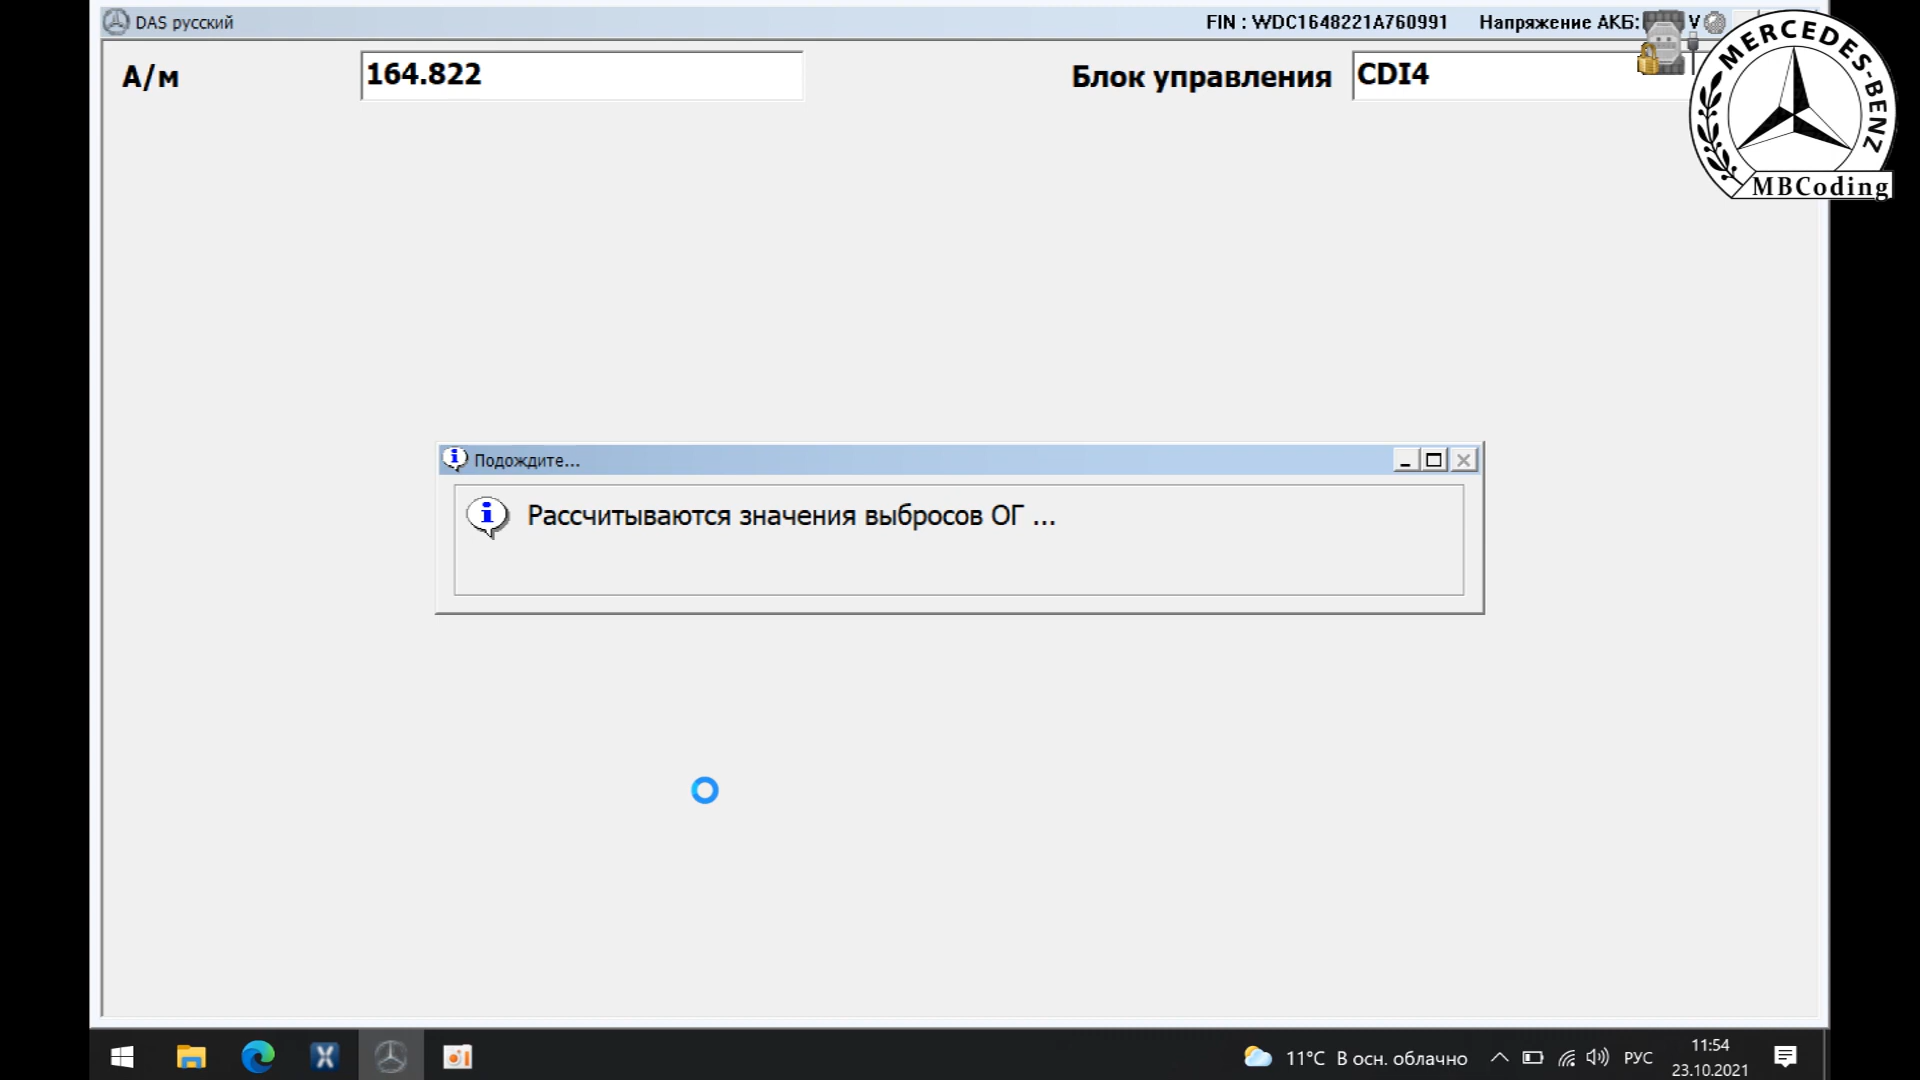 DAS русский
FIN : WDC1648221A760991
Напряжение АКБ:
V
А/м
164.822
Блок управления
CDI4
MERCEDES-BENZ
MBCoding
Подождите...
Рассчитываются значения выбросов ОГ ...
11°C В осн. облачно
РУС
11:54
23.10.2021